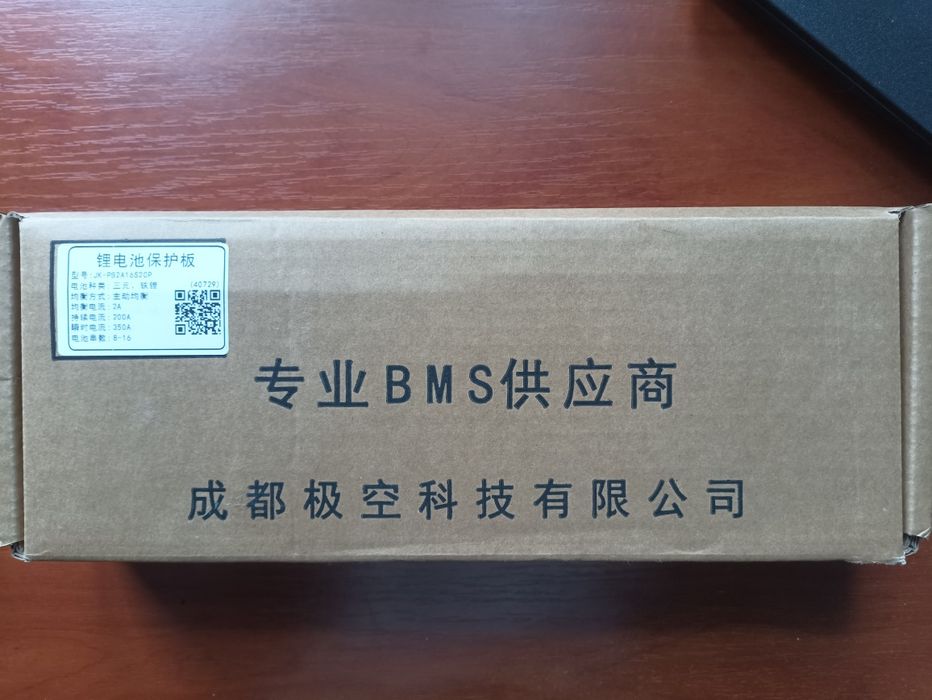 锂电池保护板
型号:JK-PB2A16S2CP
电池种类:三元、铁锂 (40729)
均衡方式:主动均衡
均衡电流:2A
持续电流:200A
瞬时电流:350A
电池串数:8-16
专业BMS供应商
成都极空科技有限公司